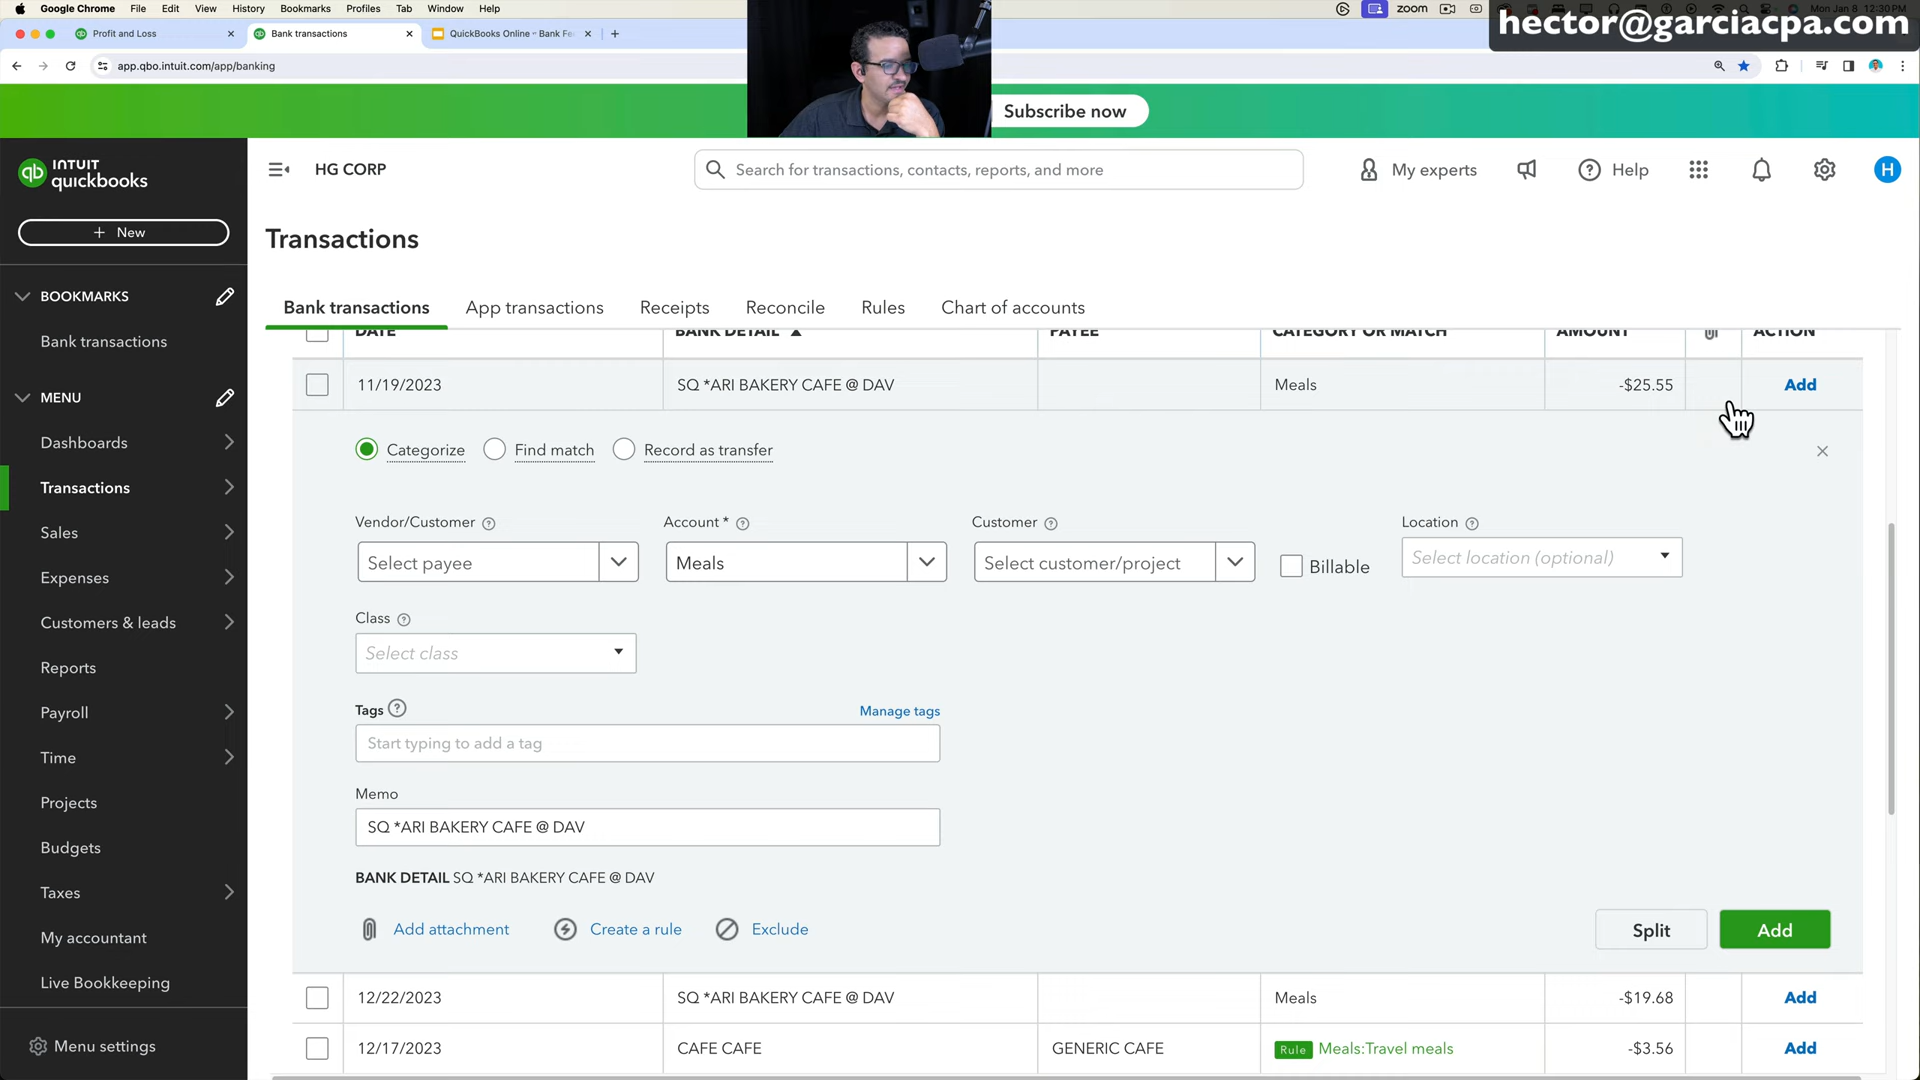 Google Chrome File Edit View History Bookmarks Profiles Tab Window Help
zoom
Mon Jan 8 12:30 PM
hector@garciacpa.com
Profit and Loss
Bank transactions
QuickBooks Online - Bank Fe
app.qbo.intuit.com/app/banking
Subscribe now
INTUIT
quickbooks
HG CORP
Search for transactions, contacts, reports, and more
My experts
Help
H
+ New
Transactions
BOOKMARKS
Bank transactions
MENU
Dashboards
Transactions
Sales
Expenses
Customers & leads
Reports
Payroll
Time
Projects
Budgets
Taxes
My accountant
Live Bookkeeping
Menu settings
Bank transactions App transactions Receipts Reconcile Rules Chart of accounts
DATE BANK DETAIL PAYEE CATEGORY OR MATCH AMOUNT ACTION
11/19/2023 SQ *ARI BAKERY CAFE @ DAV Meals -$25.55 Add
Categorize Find match Record as transfer
Vendor/Customer Account * Customer Location
Select payee Meals Select customer/project Billable Select location (optional)
Class
Select class
Tags Manage tags
Start typing to add a tag
Memo
SQ *ARI BAKERY CAFE @ DAV
BANK DETAIL SQ *ARI BAKERY CAFE @ DAV
Add attachment Create a rule Exclude Split Add
12/22/2023 SQ *ARI BAKERY CAFE @ DAV Meals -$19.68 Add
12/17/2023 CAFE CAFE GENERIC CAFE Rule Meals:Travel meals -$3.56 Add